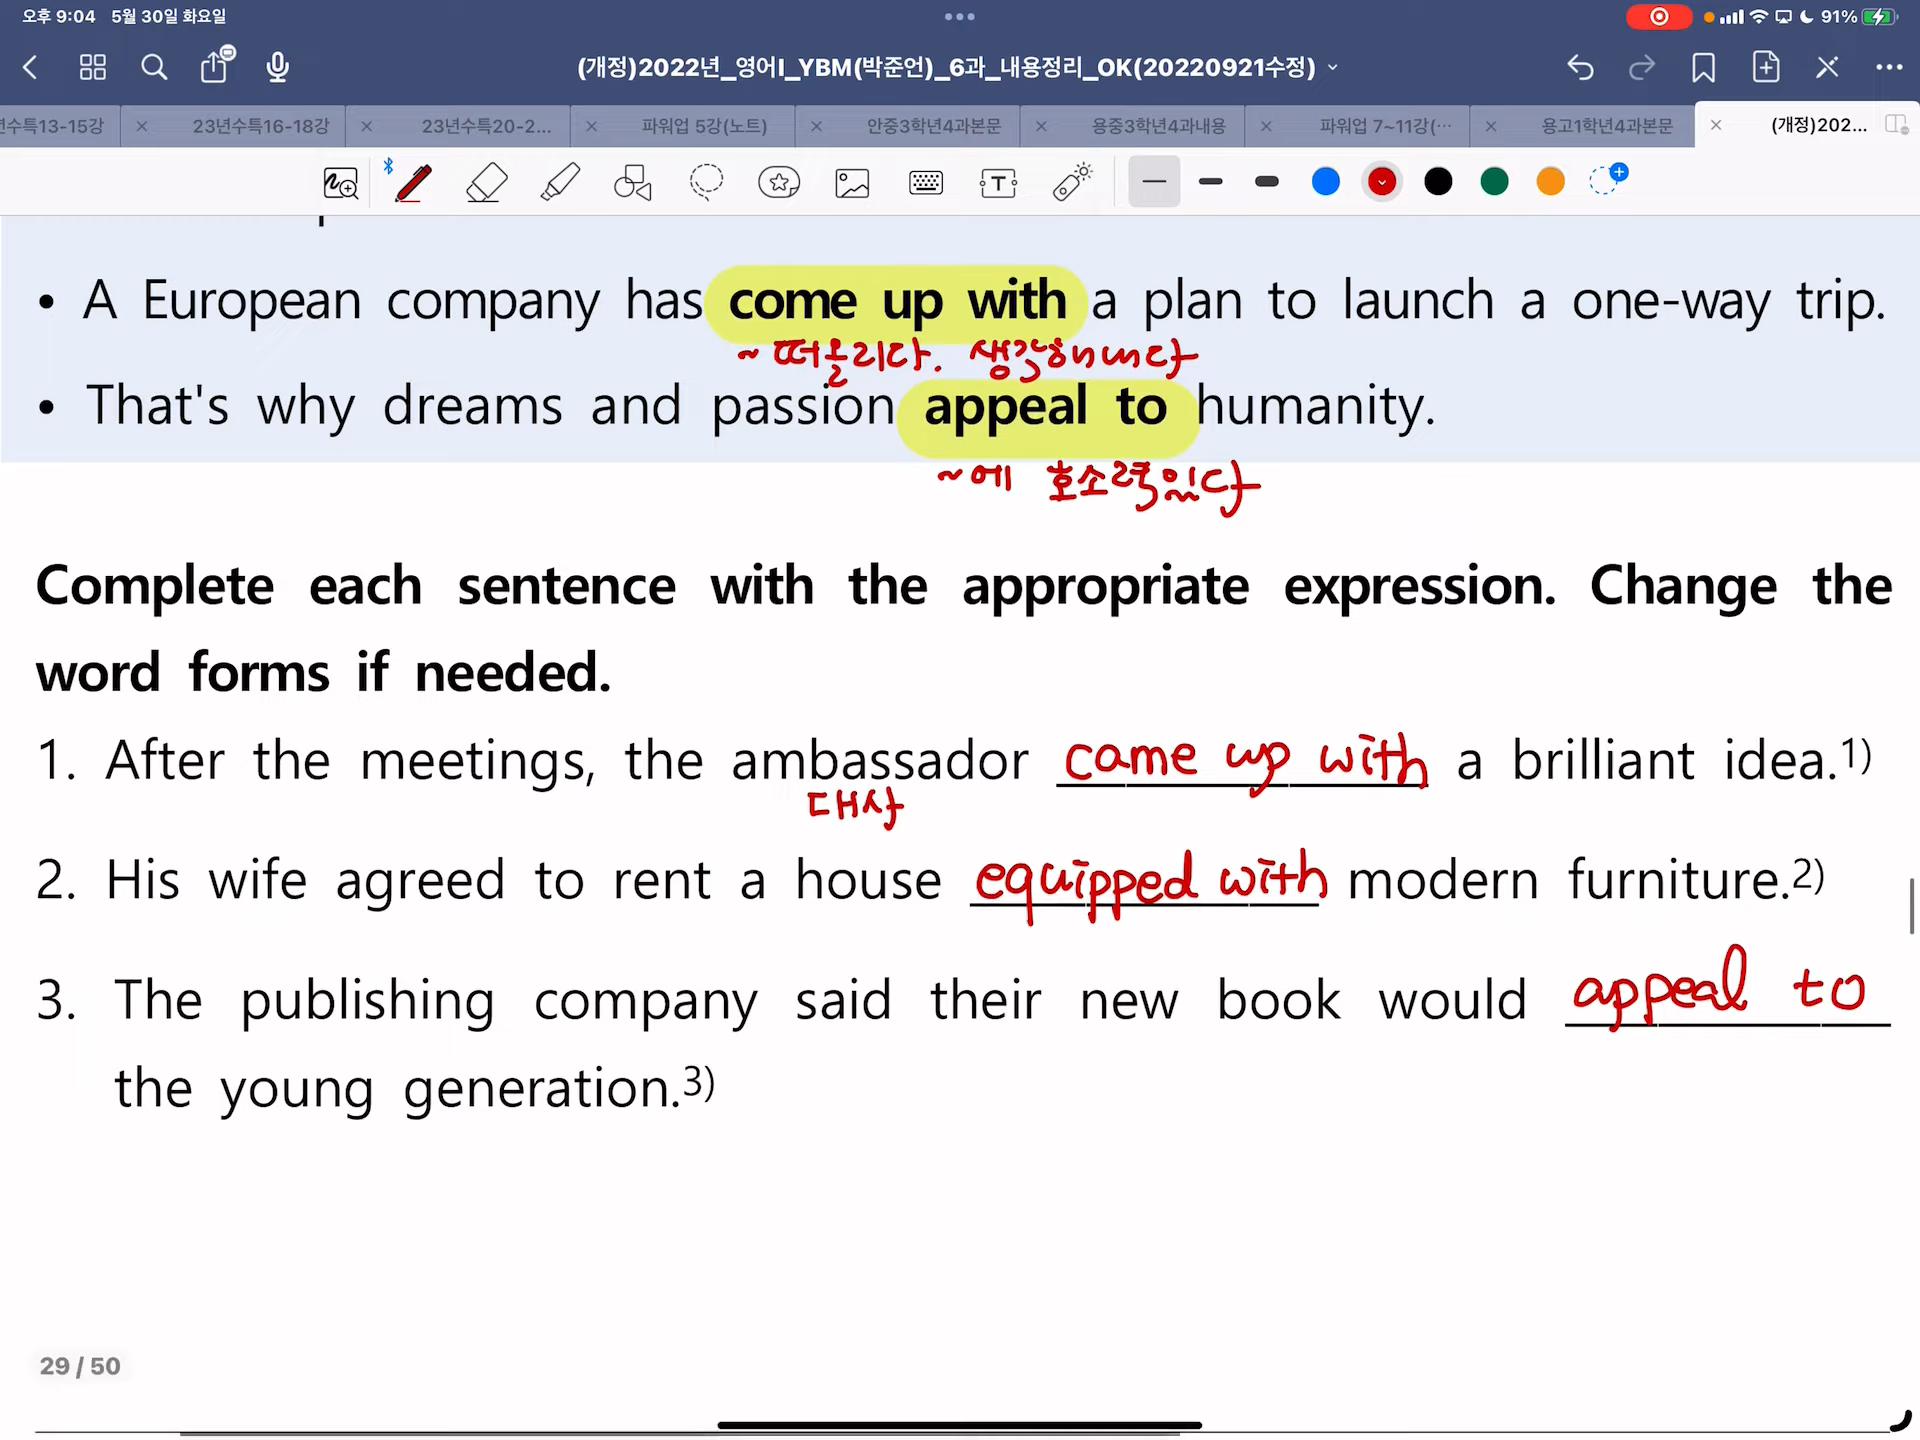 오후 9:04 5월 30일 화요일
91%
(개정)2022년_영어I_YBM(박준언)_6과_내용정리_OK(20220921수정)
년수특13-15강 23년수특16-18강 23년수특20-2... 파워업 5강(노트) 안중3학년4과본문 용중3학년4과내용 파워업 7~11강(... 용고1학년4과본문 (개정)202...
• A European company has come up with a plan to launch a one-way trip.
~ 떠올리다. 생각해내다
• That's why dreams and passion appeal to humanity.
~에 호소력있다
Complete each sentence with the appropriate expression. Change the
word forms if needed.
1. After the meetings, the ambassador came up with a brilliant idea.1)
대사
2. His wife agreed to rent a house equipped with modern furniture.2)
3. The publishing company said their new book would appeal to
the young generation.3)
29 / 50